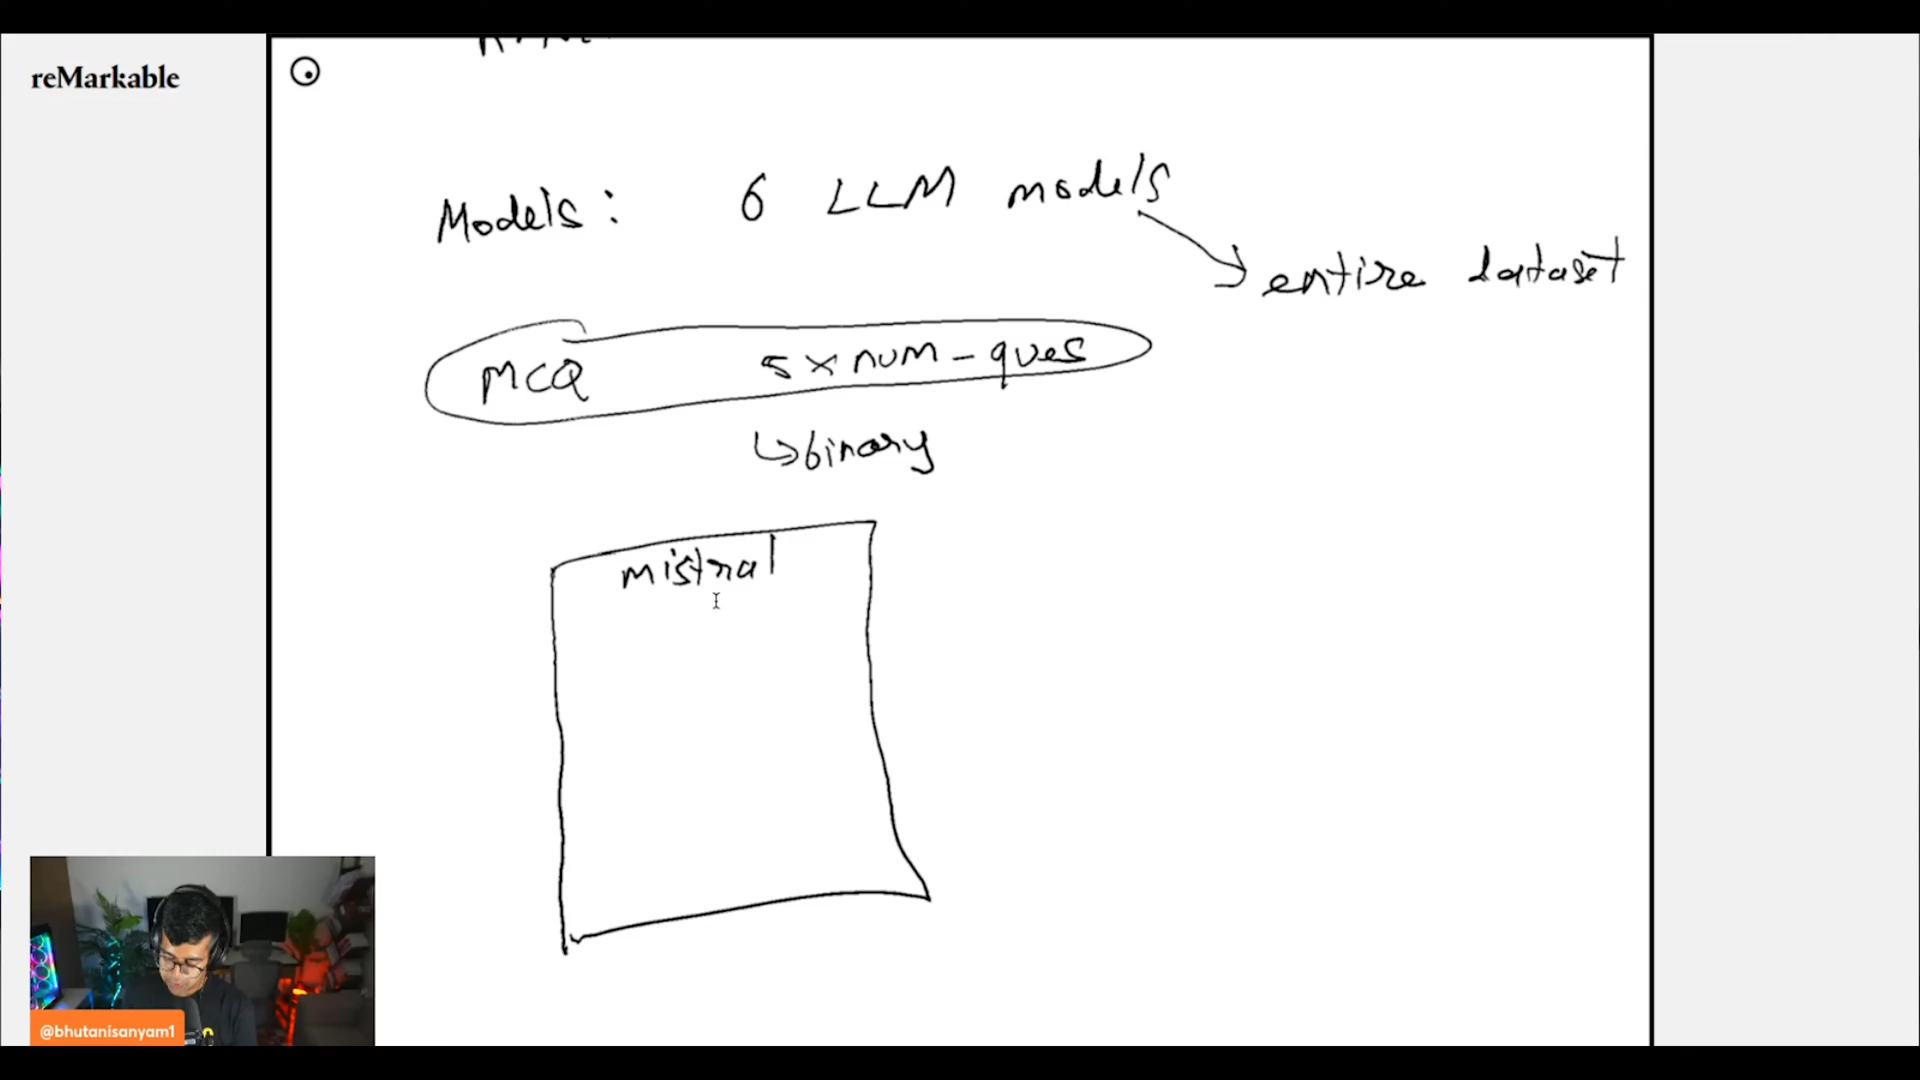 reMarkable
Models: 6 LLM models
entire dataset
MCQ 5 x num - ques
binary
mistral
@bhutanisanyam1